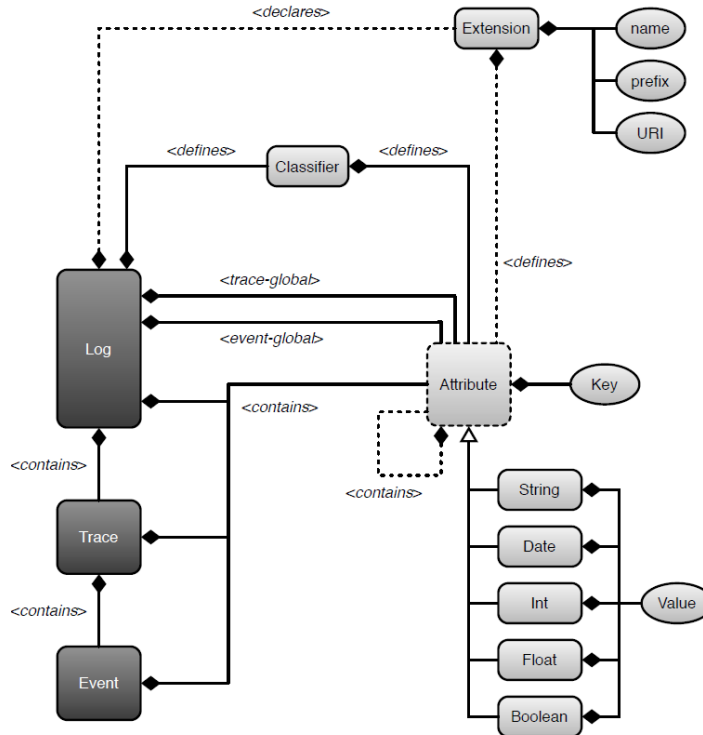 <declares>
Extension
name
prefix
URI
<defines>
Classifier
<defines>
<defines>
<trace-global>
<event-global>
Log
Attribute
Key
<contains>
<contains>
<contains>
String
Trace
Date
<contains>
Int
Value
Float
Event
Boolean